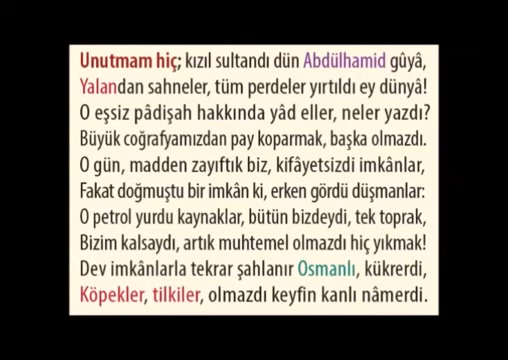 Unutmam hiç; kızıl sultandı dün Abdülhamid gûyâ,
Yalandan sahneler, tüm perdeler yırtıldı ey dünyâ!
O eşsiz pâdişah hakkında yâd eller, neler yazdı?
Büyük coğrafyamızdan pay koparmak, başka olmazdı.
O gün, madden zayıftık biz, kifâyetsizdi imkânlar,
Fakat doğmuştu bir imkân ki, erken gördü düşmanlar:
O petrol yurdu kaynaklar, bütün bizdeydi, tek toprak,
Bizim kalsaydı, artık muhtemel olmazdı hiç yıkmak!
Dev imkânlarla tekrar şahlanır Osmanlı, kükrerdi,
Köpekler, tilkiler, olmazdı keyfin kanlı nâmerdi.